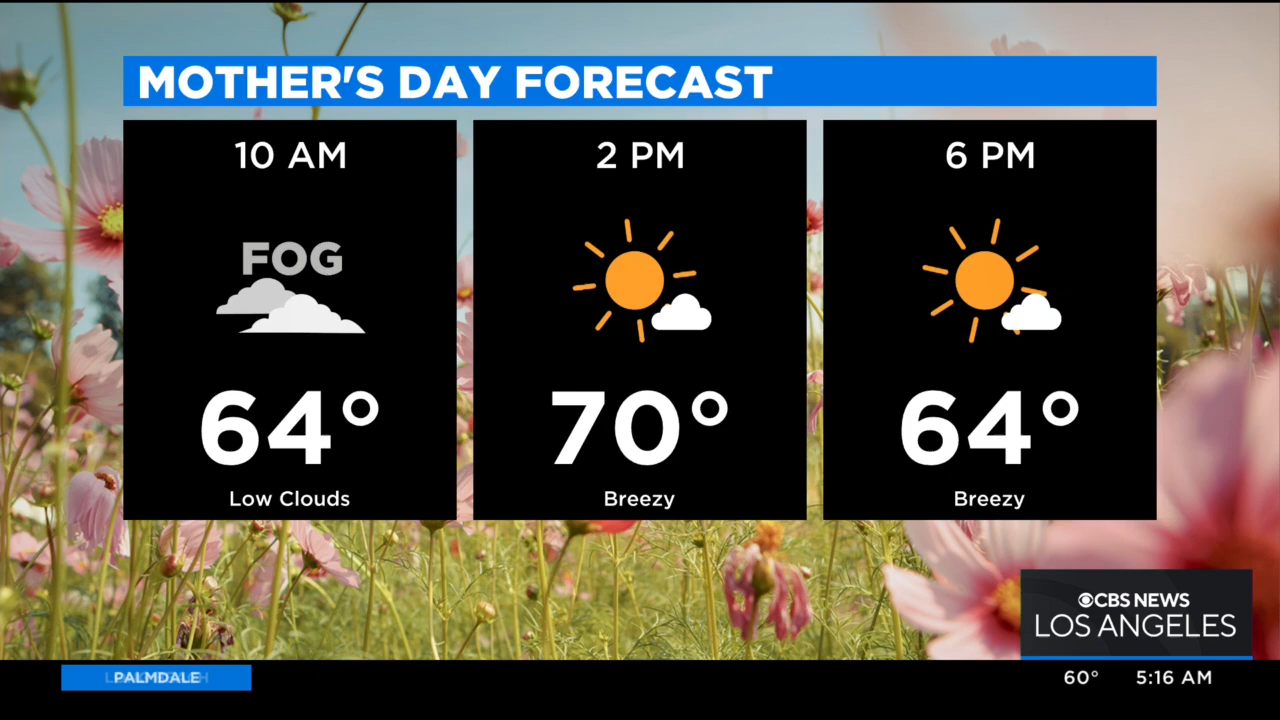 MOTHER'S DAY FORECAST
10 AM
FOG
64°
Low Clouds
2 PM
70°
Breezy
6 PM
64°
Breezy
CBS NEWS
LOS ANGELES
PALMDALE
60° 5:16 AM